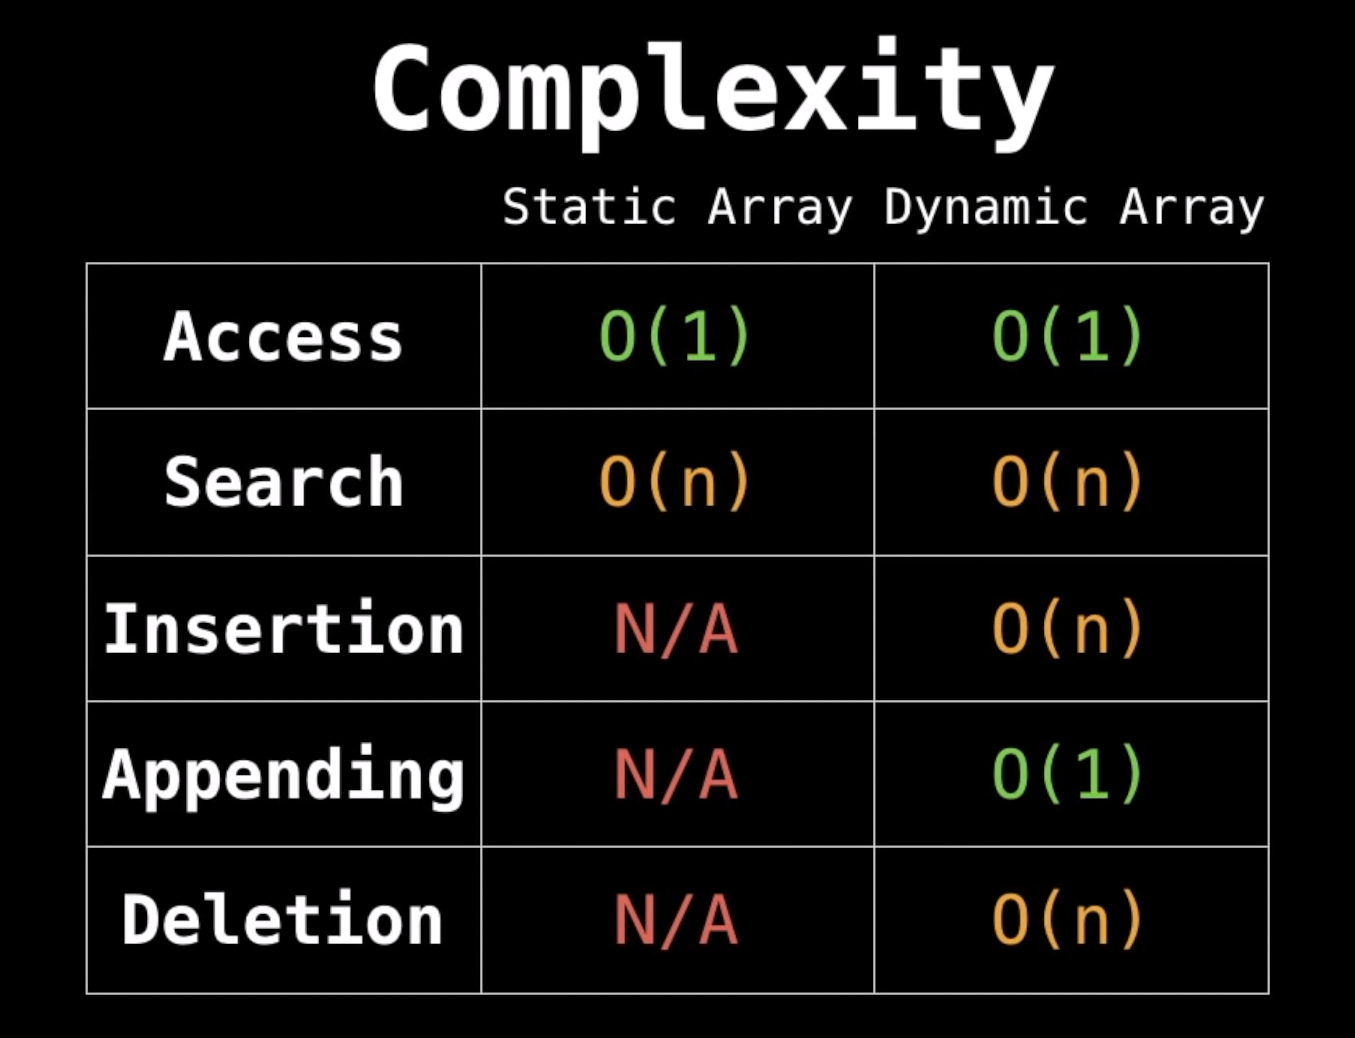 Complexity
Static Array Dynamic Array
Access O(1) O(1)
Search O(n) O(n)
Insertion N/A O(n)
Appending N/A O(1)
Deletion N/A O(n)